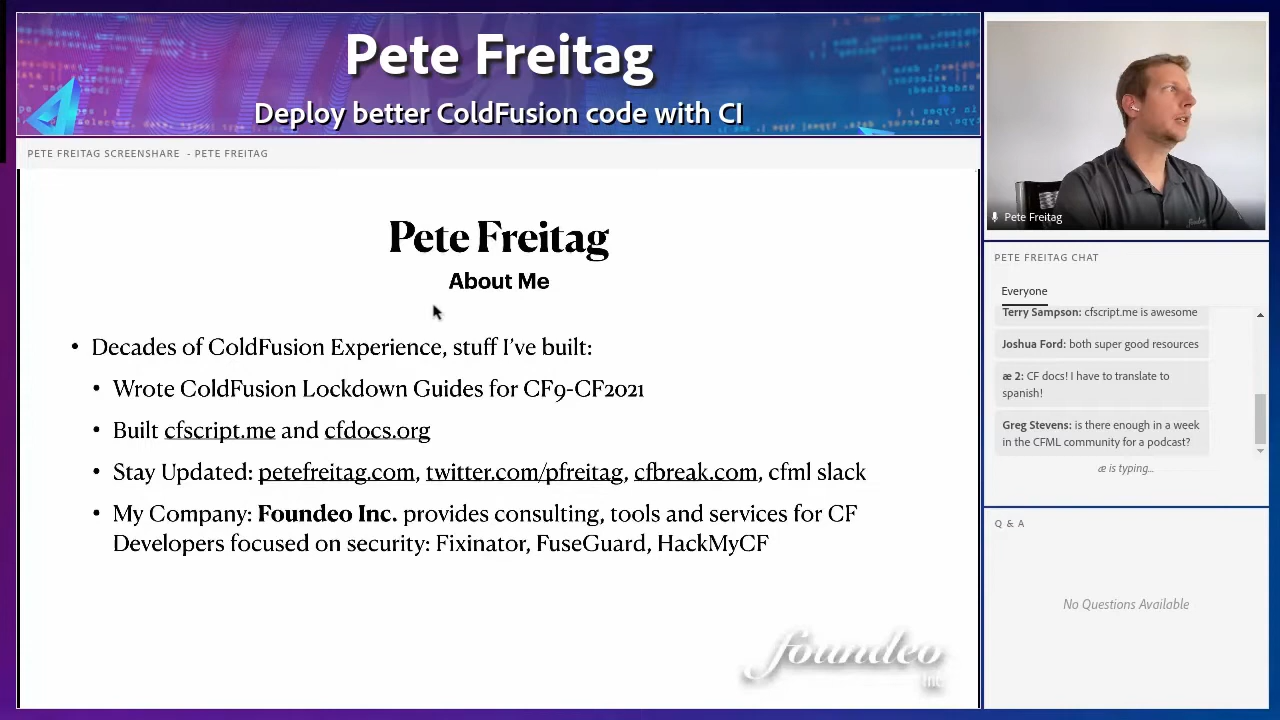 Pete Freitag
Deploy better ColdFusion code with CI
PETE FREITAG SCREENSHARE - PETE FREITAG
Pete Freitag
About Me
• Decades of ColdFusion Experience, stuff I've built:
• Wrote ColdFusion Lockdown Guides for CF9-CF2021
• Built cfscript.me and cfdocs.org
• Stay Updated: petefreitag.com, twitter.com/pfreitag, cfbreak.com, cfml slack
• My Company: Foundeo Inc. provides consulting, tools and services for CF
Developers focused on security: Fixinator, FuseGuard, HackMyCF
foundeo
Inc.
Pete Freitag
PETE FREITAG CHAT
Everyone
Terry Sampson: cfscript.me is awesome
Joshua Ford: both super good resources
æ 2: CF docs! I have to translate to
spanish!
Greg Stevens: is there enough in a week
in the CFML community for a podcast?
æ is typing...
Q & A
No Questions Available